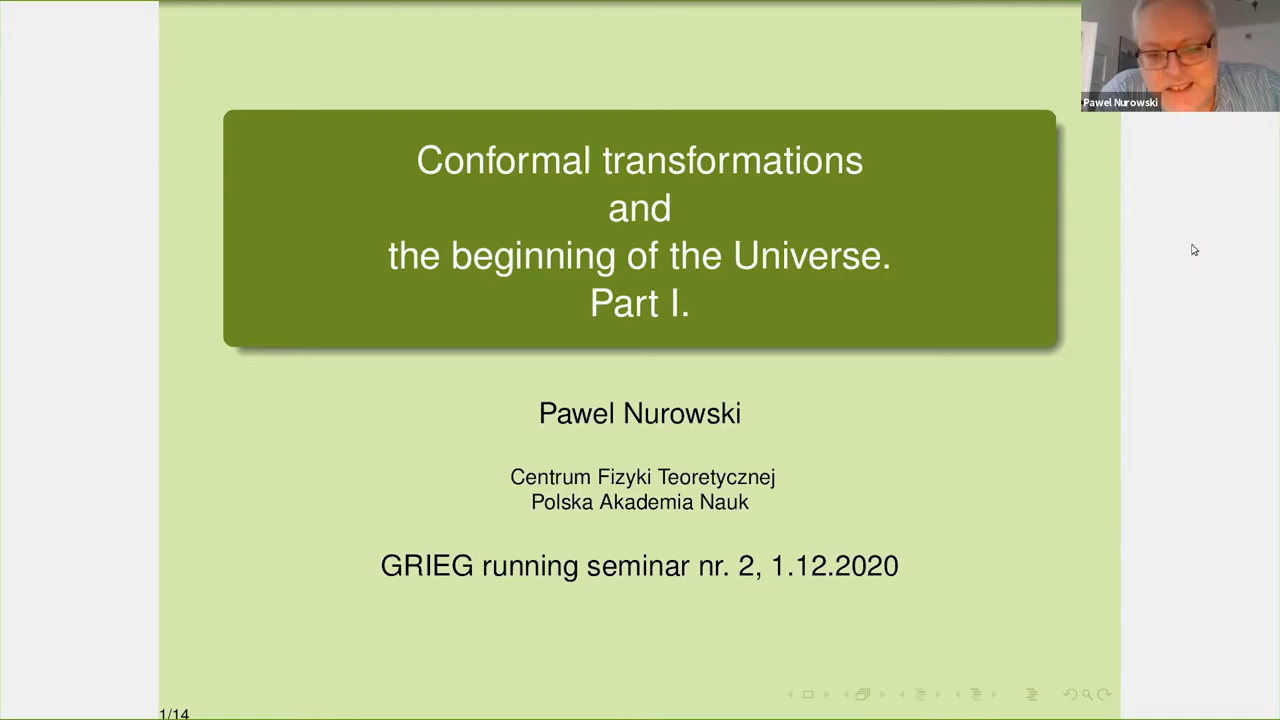 Conformal transformations
and
the beginning of the Universe.
Part I.
Pawel Nurowski
Pawel Nurowski
Centrum Fizyki Teoretycznej
Polska Akademia Nauk
GRIEG running seminar nr. 2, 1.12.2020
1/14